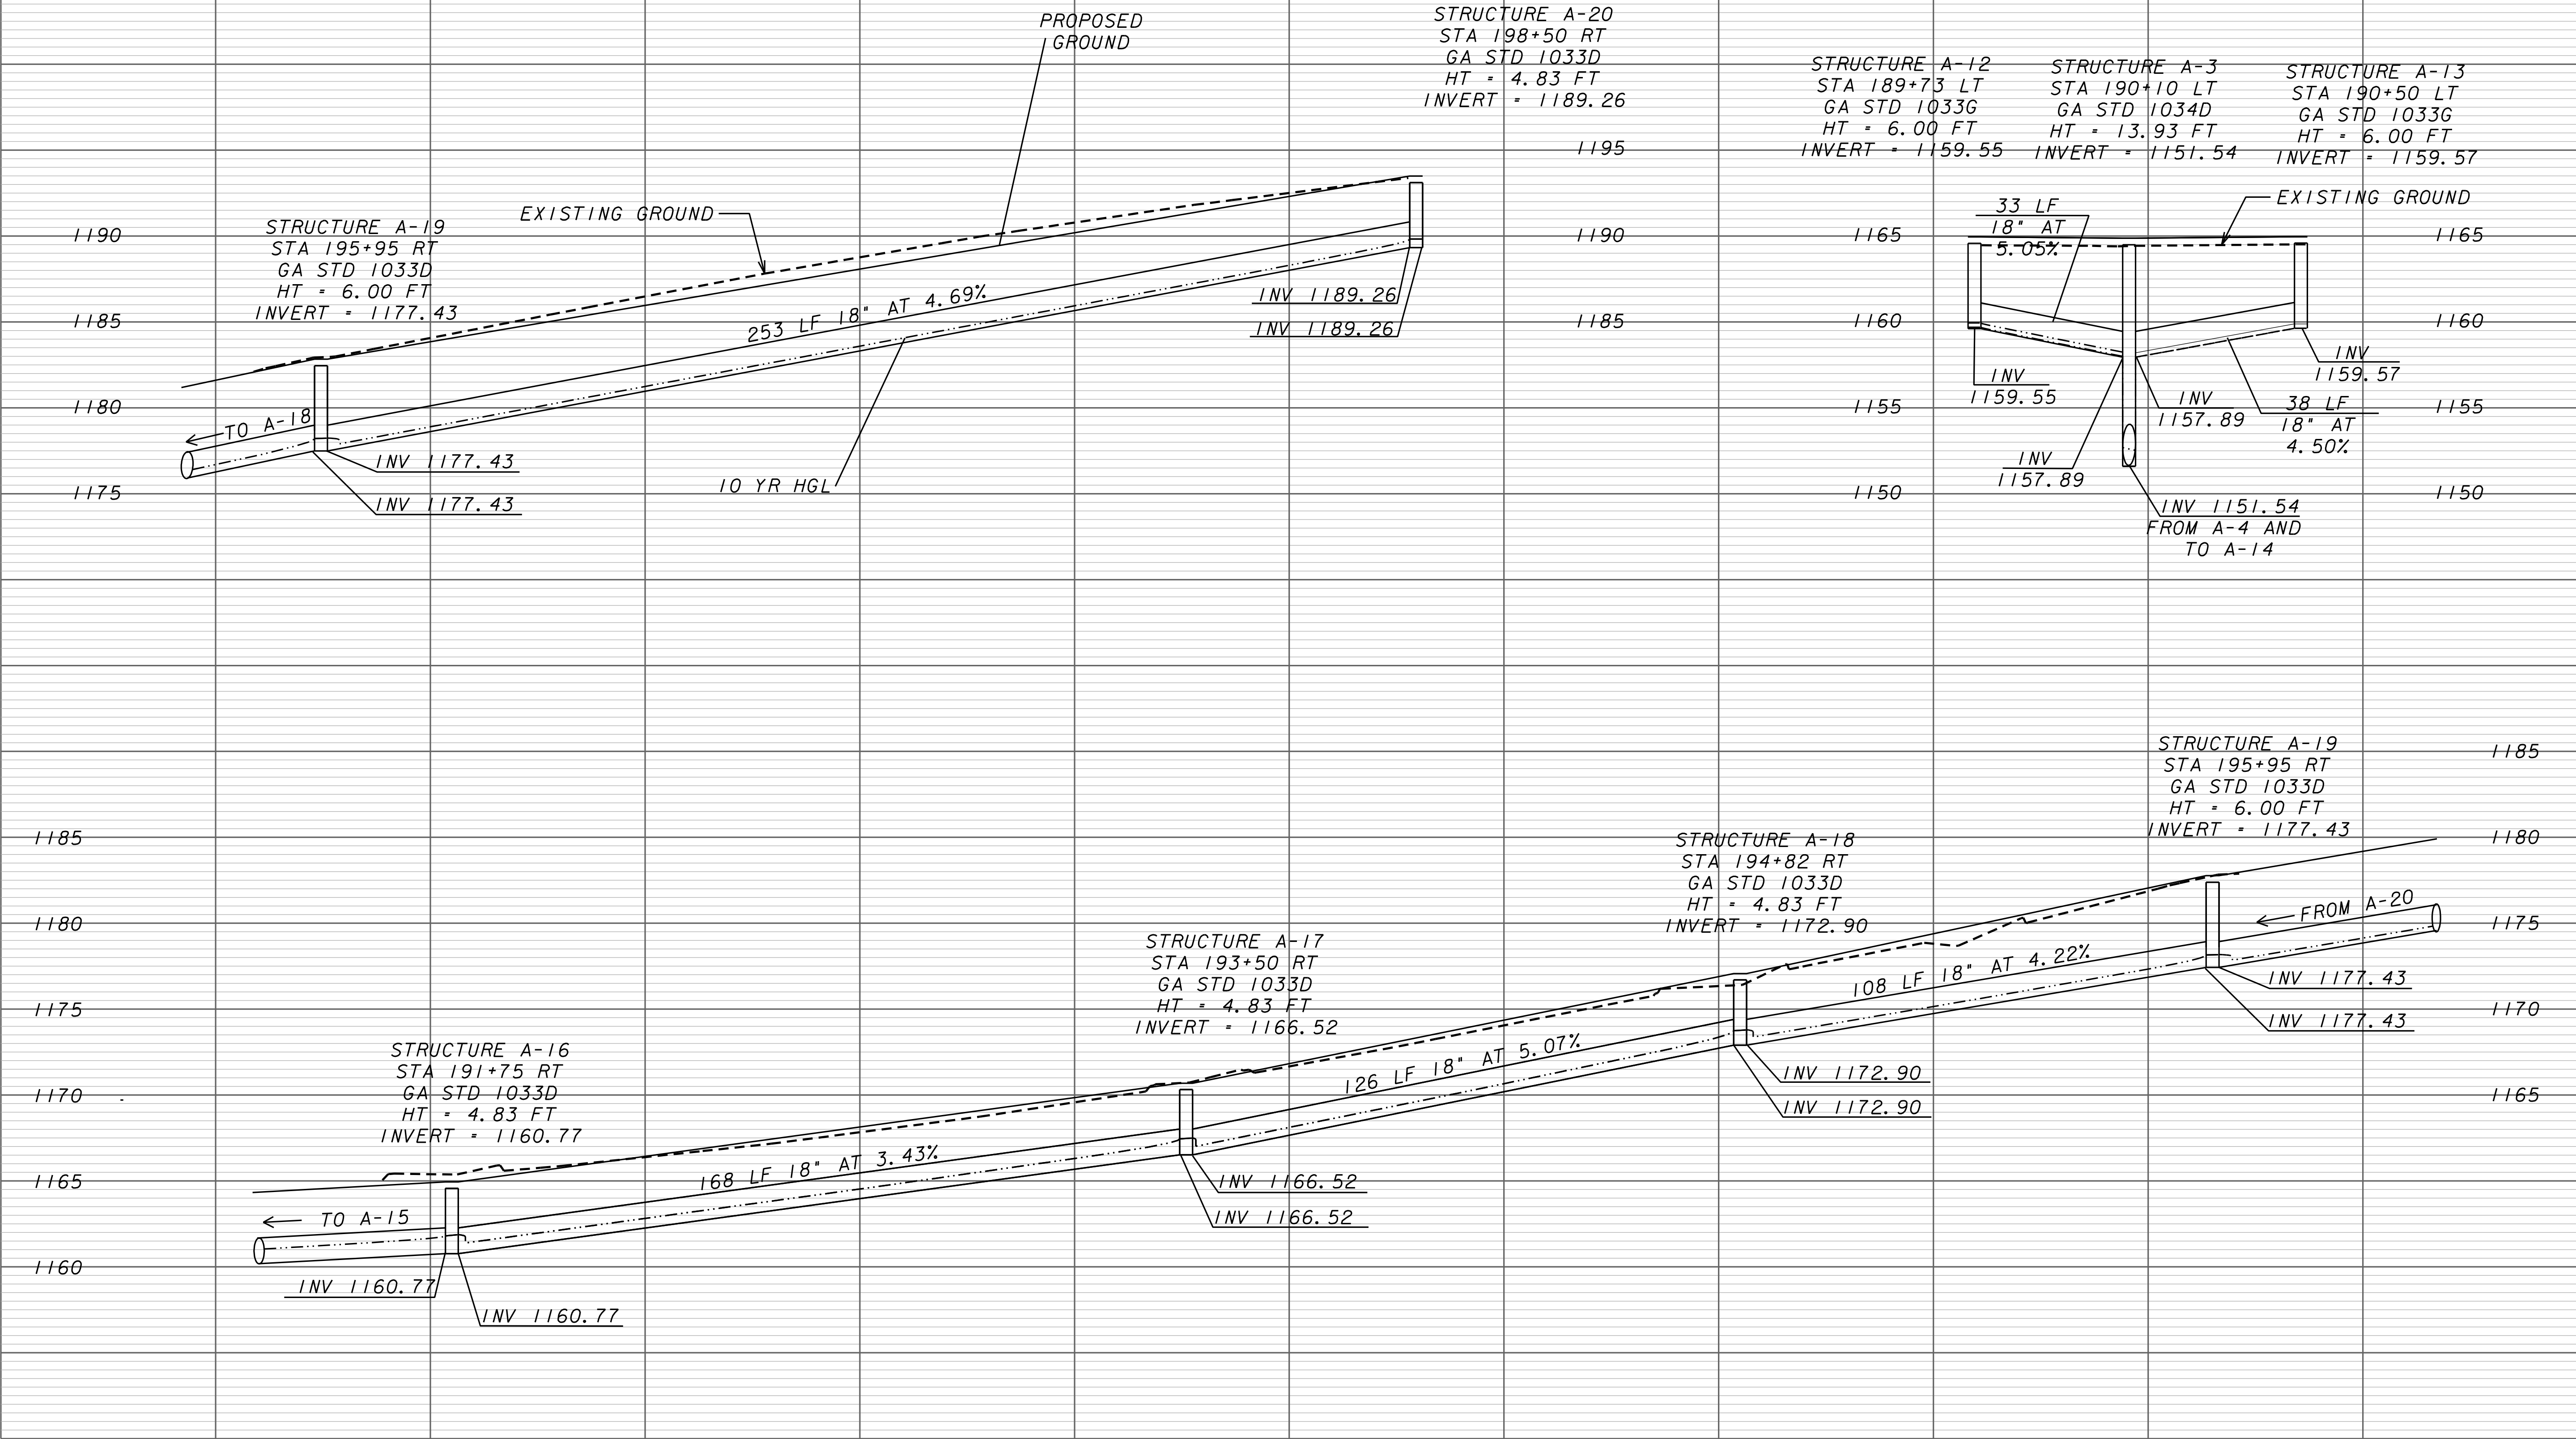 PROPOSED
GROUND
STRUCTURE A-20
STA 198+50 RT
GA STD 1033D
HT = 4.83 FT
INVERT = 1189.26
STRUCTURE A-12
STA 189+73 LT
GA STD 1033G
HT = 6.00 FT
INVERT = 1159.55
STRUCTURE A-3
STA 190+10 LT
GA STD 1034D
HT = 13.93 FT
INVERT = 1151.54
STRUCTURE A-13
STA 190+50 LT
GA STD 1033G
HT = 6.00 FT
INVERT = 1159.57
1195
1190
1185
1190
1185
1180
1175
STRUCTURE A-19
STA 195+95 RT
GA STD 1033D
HT = 6.00 FT
INVERT = 1177.43
EXISTING GROUND
253 LF 18" AT 4.69%
INV 1189.26
INV 1189.26
TO A-18
INV 1177.43
INV 1177.43
10 YR HGL
1165
1160
1155
1150
33 LF
18" AT
5.05%
EXISTING GROUND
1165
1160
1155
1150
INV
1159.55
INV
1157.89
INV
1157.89
INV
1159.57
38 LF
18" AT
4.50%
INV 1151.54
FROM A-4 AND
TO A-14
1185
1180
1175
1170
1165
1160
STRUCTURE A-16
STA 191+75 RT
GA STD 1033D
HT = 4.83 FT
INVERT = 1160.77
TO A-15
INV 1160.77
INV 1160.77
168 LF 18" AT 3.43%
STRUCTURE A-17
STA 193+50 RT
GA STD 1033D
HT = 4.83 FT
INVERT = 1166.52
INV 1166.52
INV 1166.52
126 LF 18" AT 5.07%
STRUCTURE A-18
STA 194+82 RT
GA STD 1033D
HT = 4.83 FT
INVERT = 1172.90
INV 1172.90
INV 1172.90
108 LF 18" AT 4.22%
STRUCTURE A-19
STA 195+95 RT
GA STD 1033D
HT = 6.00 FT
INVERT = 1177.43
FROM A-20
INV 1177.43
INV 1177.43
1185
1180
1175
1170
1165